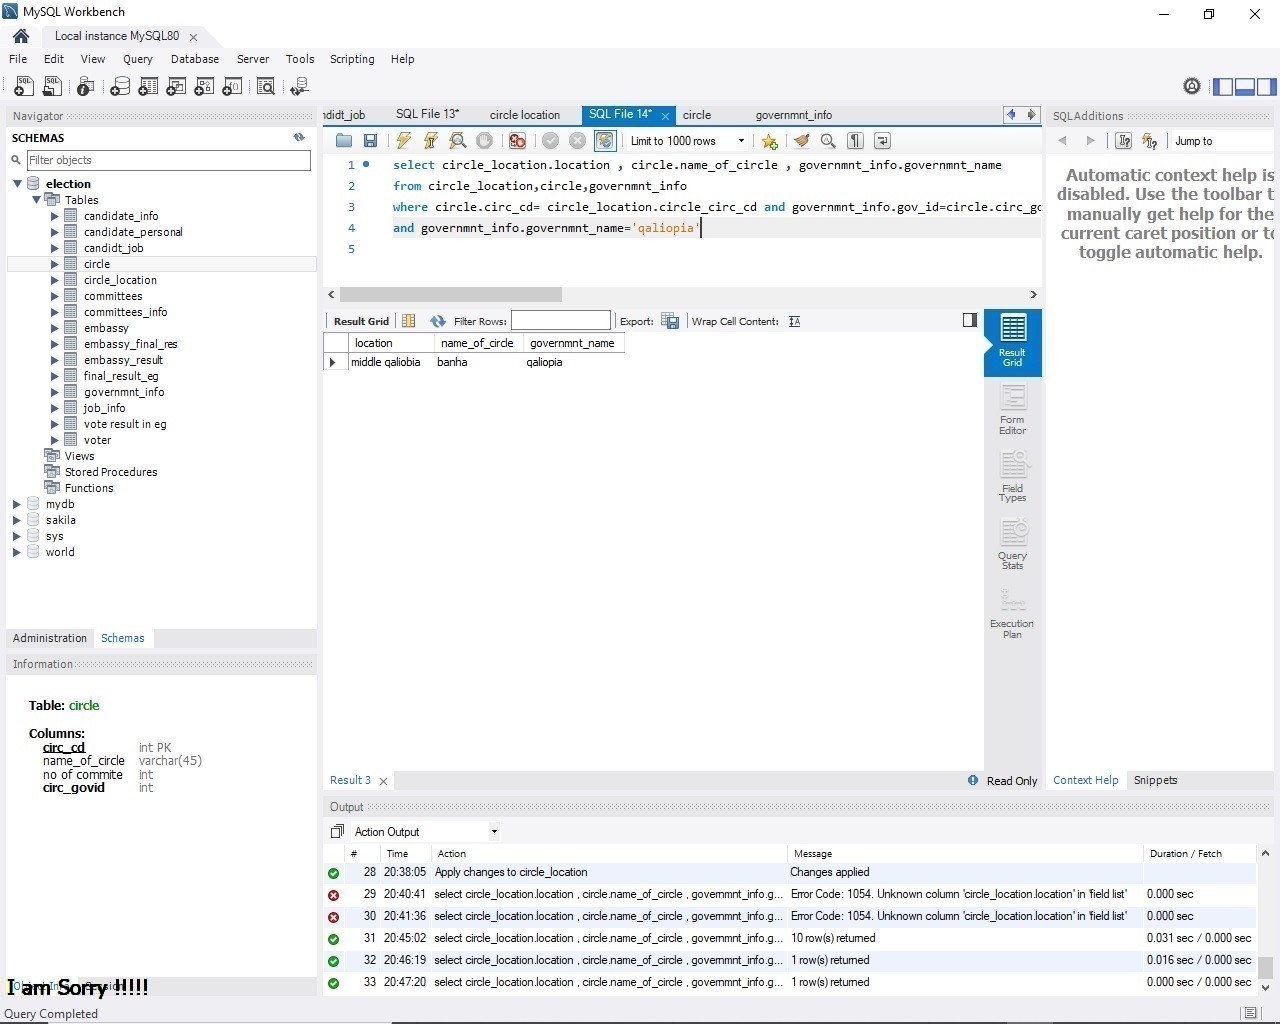 MySQL Workbench
Local instance MySQL80
File Edit View Query Database Server Tools Scripting Help
Navigator
SCHEMAS
Filter objects
election
Tables
candidate_info
candidate_personal
candidt_job
circle
circle_location
committees
committees_info
embassy
embassy_final_res
embassy_result
final_result_eg
governmnt_info
job_info
vote result in eg
voter
Views
Stored Procedures
Functions
mydb
sakila
sys
world
Administration Schemas
Information
Table: circle
Columns:
circ_cd int PK
name_of_circle varchar(45)
no of commite int
circ_govid int
I am Sorry !!!!!
Query Completed
ndidt_job SQL File 13* circle location SQL File 14* circle governmnt_info
Limit to 1000 rows
1 select circle_location.location , circle.name_of_circle , governmnt_info.governmnt_name
2 from circle_location,circle,governmnt_info
3 where circle.circ_cd= circle_location.circle_circ_cd and governmnt_info.gov_id=circle.circ_go
4 and governmnt_info.governmnt_name='qaliopia'
5
Result Grid Filter Rows: Export: Wrap Cell Content:
location name_of_circle governmnt_name
middle qaliobia banha qaliopia
Result Grid
Form Editor
Field Types
Query Stats
Execution Plan
Result 3 Read Only
SQLAdditions
Jump to
Automatic context help is
disabled. Use the toolbar t
manually get help for the
current caret position or to
toggle automatic help.
Context Help Snippets
Output
Action Output
# Time Action Message Duration / Fetch
28 20:38:05 Apply changes to circle_location Changes applied
29 20:40:41 select circle_location.location , circle.name_of_circle , governmnt_info.g... Error Code: 1054. Unknown column 'circle_location.location' in 'field list' 0.000 sec
30 20:41:36 select circle_location.location , circle.name_of_circle , governmnt_info.g... Error Code: 1054. Unknown column 'circle_location.location' in 'field list' 0.000 sec
31 20:45:02 select circle_location.location , circle.name_of_circle , governmnt_info.g... 10 row(s) returned 0.031 sec / 0.000 sec
32 20:46:19 select circle_location.location , circle.name_of_circle , governmnt_info.g... 1 row(s) returned 0.016 sec / 0.000 sec
33 20:47:20 select circle_location.location , circle.name_of_circle , governmnt_info.g... 1 row(s) returned 0.000 sec / 0.000 sec